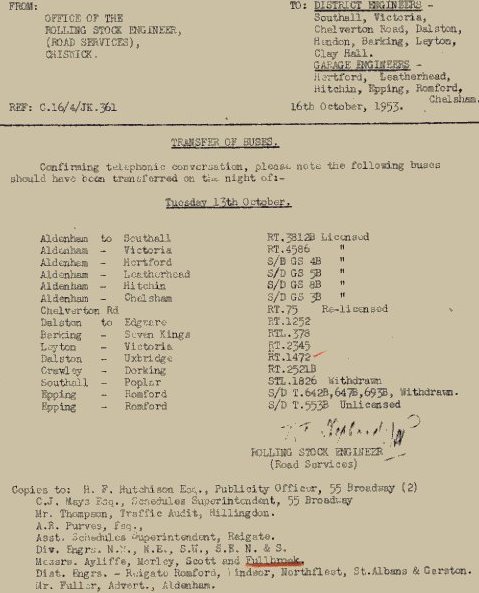 FROM:
OFFICE OF THE
ROLLING STOCK ENGINEER,
(ROAD SERVICES),
CHISWICK.
TO: DISTRICT ENGINEERS -
Southall, Victoria,
Chelverton Road, Dalston,
Hendon, Barking, Leyton,
Clay Hall.
GARAGE ENGINEERS -
Hertford, Leatherhead,
Hitchin, Epping, Romford,
Chelsham.
REF: C.16/4/JK.361
16th October, 1953.
TRANSFER OF BUSES.
Confirming telephonic conversation, please note the following buses
should have been transferred on the night of:-
Tuesday 13th October.
Aldenham to Southall RT.3812B Licensed
Aldenham - Victoria RT.4586 "
Aldenham - Hertford S/B GS 4B "
Aldenham - Leatherhead S/D GS 5B "
Aldenham - Hitchin S/D GS 8B "
Aldenham - Chelsham S/D GS 3B "
Chelverton Rd RT.75 Re-licensed
Dalston to Edgware RT.1252
Barking - Seven Kings RTL.378
Leyton - Victoria RT.2345
Dalston - Uxbridge RT.1472
Crawley - Dorking RT.2521B
Southall - Poplar STL.1826 Withdrawn
Epping - Romford S/D T.642B,647B,693B, Withdrawn.
Epping - Romford S/D T.553B Unlicensed
ROLLING STOCK ENGINEER
(Road Services)
Copies to: H. F. Hutchison Esq., Publicity Officer, 55 Broadway (2)
C.J. Mays Esq., Schedules Superintendent, 55 Broadway
Mr. Thompson, Traffic Audit, Hillingdon.
A.R. Purves, Esq.,
Asst. Schedules Superintendent, Reigate.
Div. Engrs. N.W., N.E., S.W., S.E. N. & S.
Messrs. Ayliffe, Morley, Scott and Fullbrook.
Dist. Engrs. - Reigate Romford, Windsor, Northfleet, St.Albans & Garston.
Mr. Fuller, Advert., Aldenham.